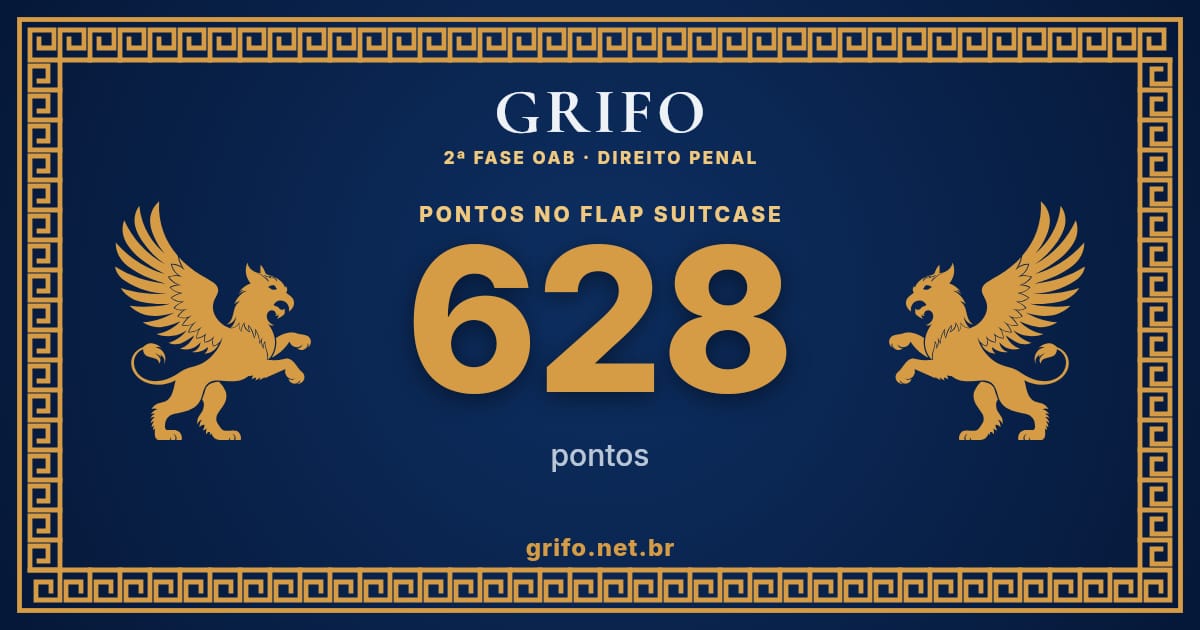 GRIFO
2ª FASE OAB · DIREITO PENAL
PONTOS NO FLAP SUITCASE
628
pontos
grifo.net.br